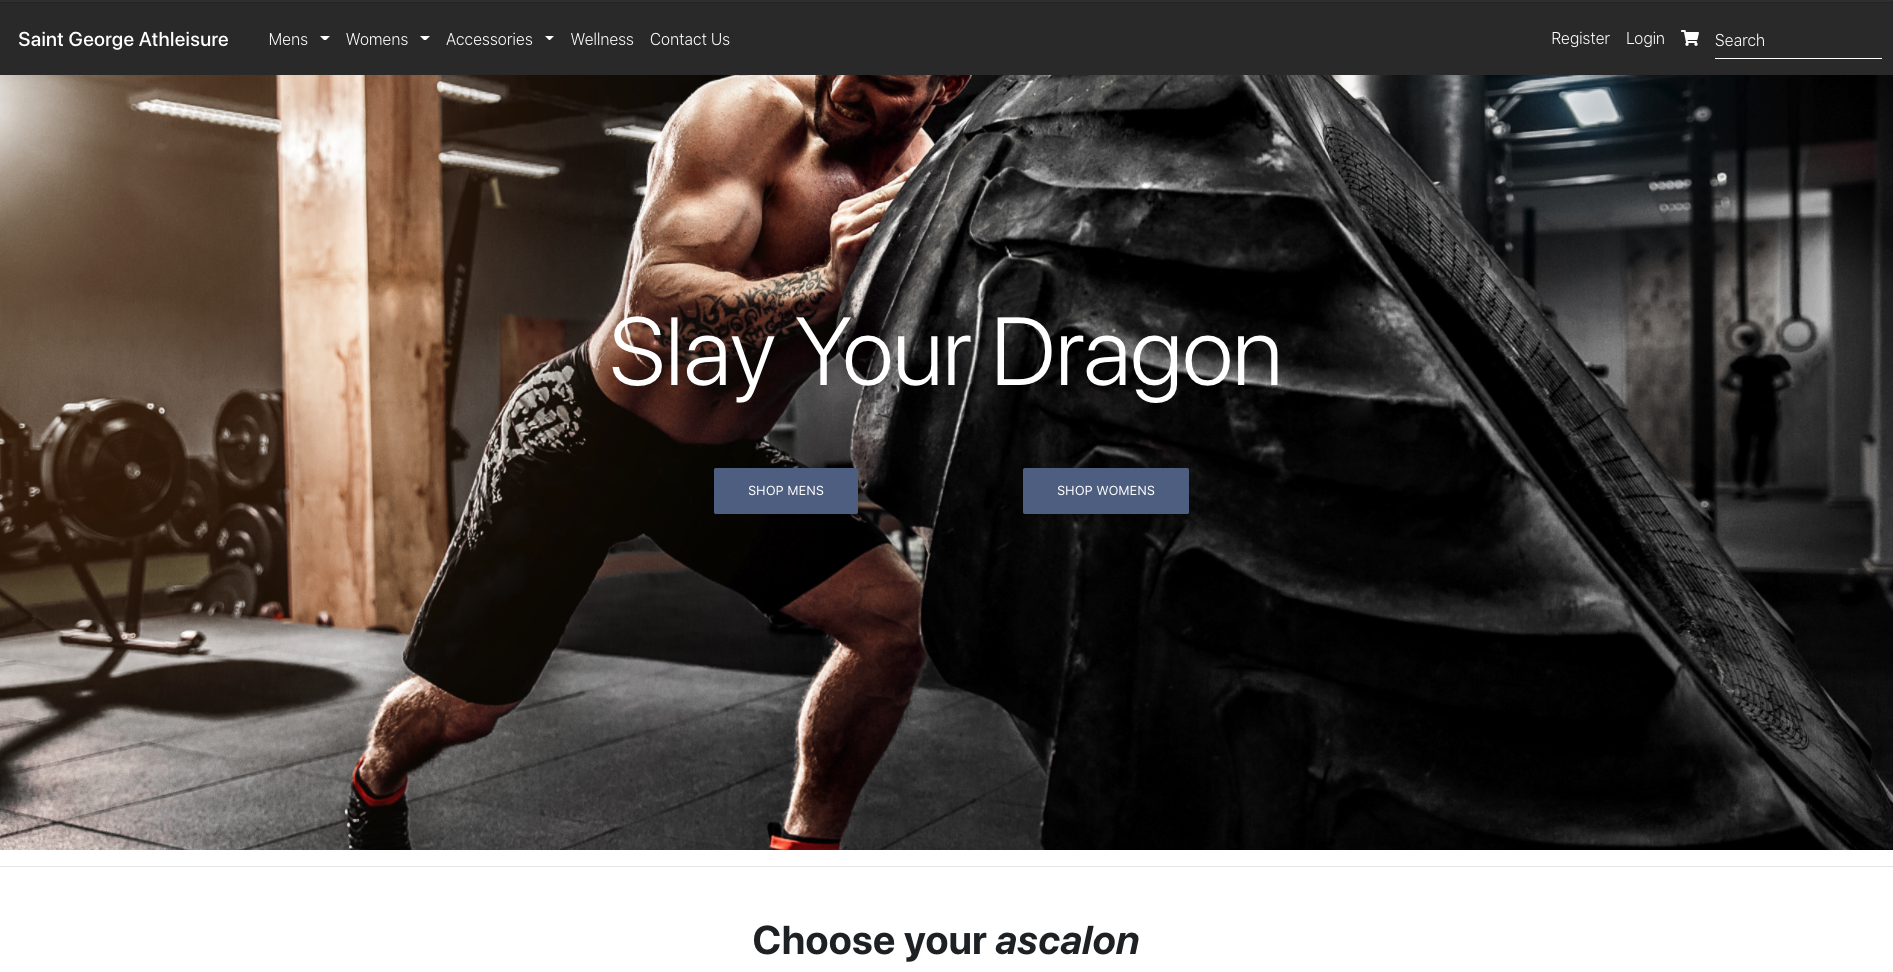 Saint George Athleisure Mens Womens Accessories Wellness Contact Us Register Login Search
Slay Your Dragon
SHOP MENS SHOP WOMENS
Choose your ascalon